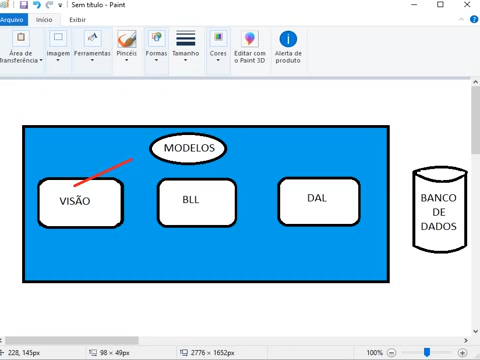 Sem título - Paint
Arquivo Início Exibir
Área de Transferência
Imagem
Ferramentas
Pincéis
Formas
Tamanho
Cores
Editar com o Paint 3D
Alerta de produto
MODELOS
VISÃO
BLL
DAL
BANCO
DE
DADOS
228, 145px 98 × 49px 2776 × 1652px 100%